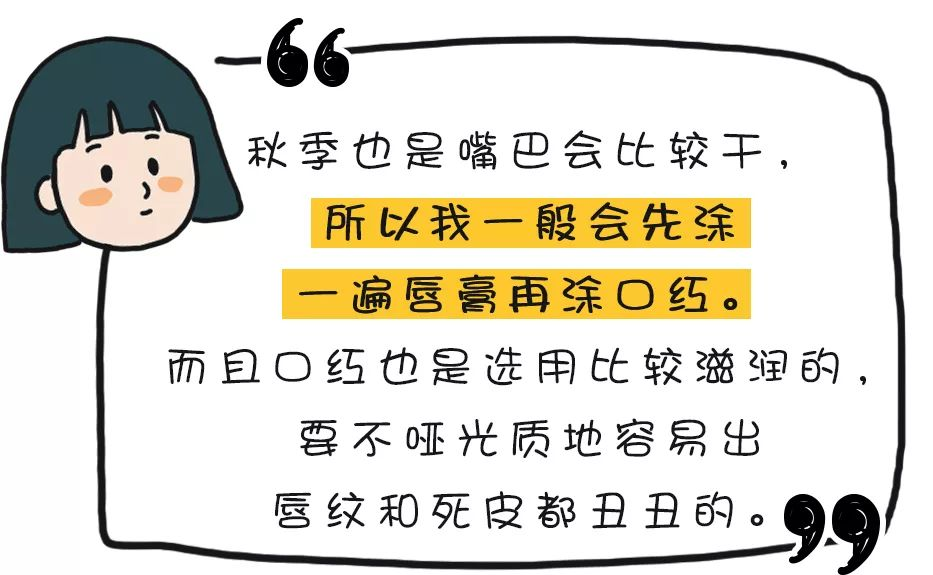 秋季也是嘴巴会比较干，
所以我一般会先涂
一遍唇膏再涂口红。
而且口红也是选用比较滋润的，
要不哑光质地容易出
唇纹和死皮都丑丑的。